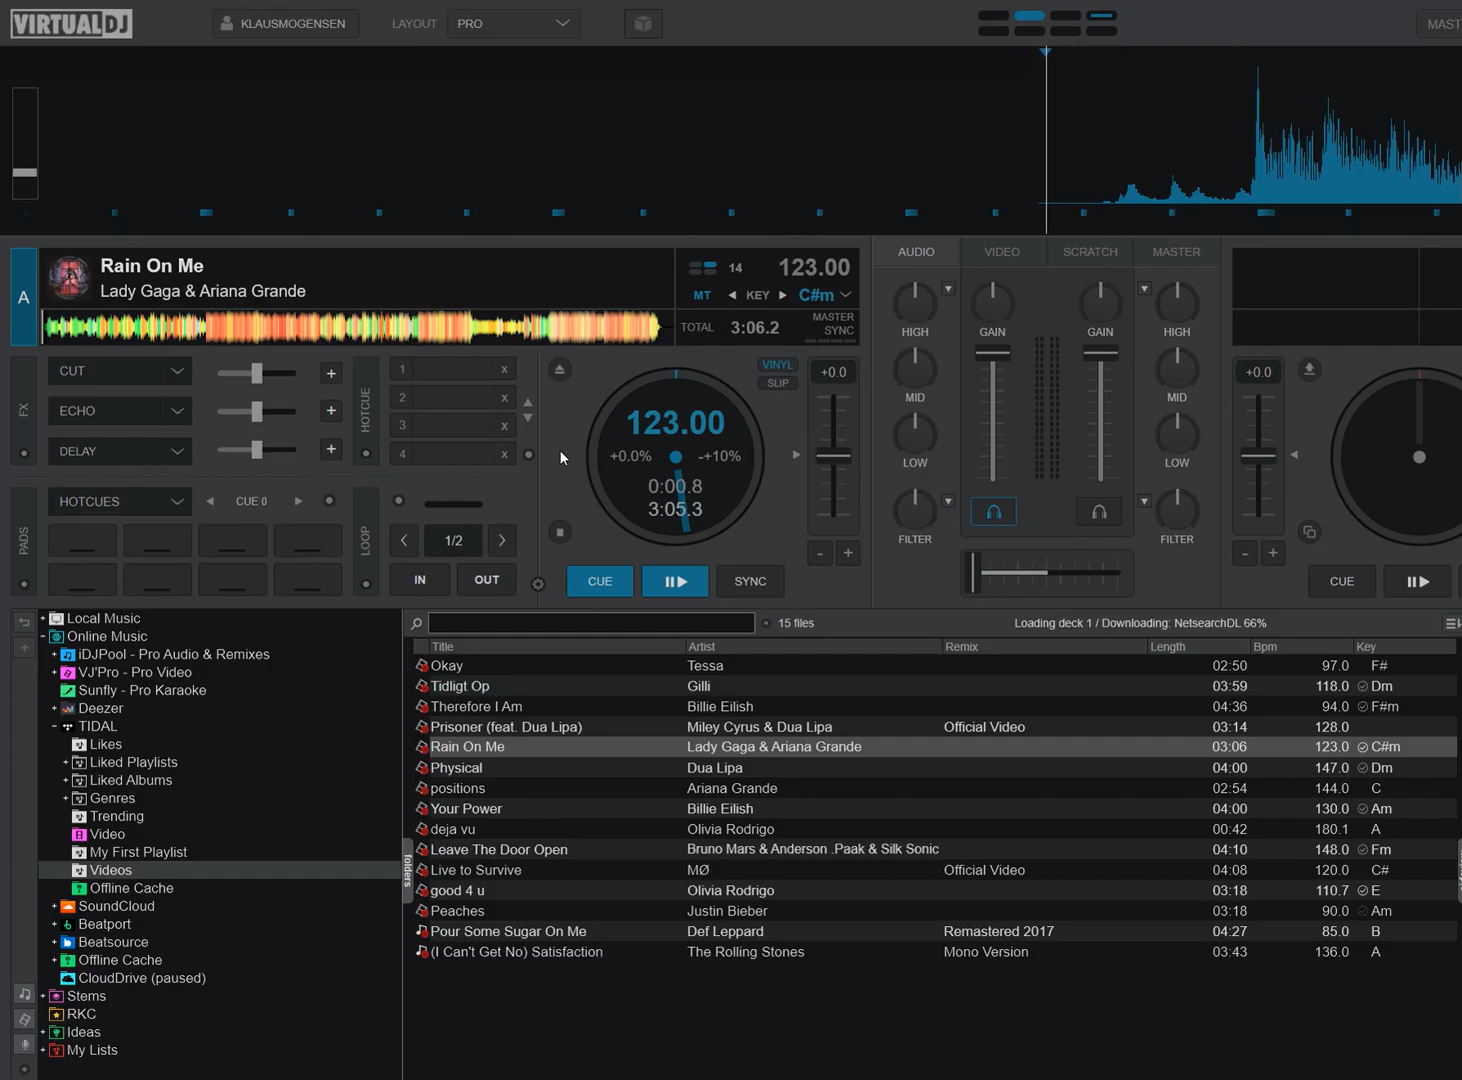 VIRTUALDJ
KLAUSMOGENSEN
LAYOUT
PRO
MAST
A
Rain On Me
Lady Gaga & Ariana Grande
14
123.00
MT
KEY
C#m
TOTAL
3:06.2
MASTER
SYNC
AUDIO
VIDEO
SCRATCH
MASTER
HIGH
GAIN
GAIN
HIGH
MID
MID
LOW
LOW
FILTER
FILTER
FX
CUT
+
ECHO
+
DELAY
+
HOTCUE
1 x
2 x
3 x
4 x
VINYL
SLIP
+0.0
123.00
+0.0%
-+10%
0:00.8
3:05.3
- +
+0.0
- +
PADS
HOTCUES
CUE 0
LOOP
1/2
IN
OUT
CUE
SYNC
CUE
Local Music
Online Music
iDJPool - Pro Audio & Remixes
VJ'Pro - Pro Video
Sunfly - Pro Karaoke
Deezer
TIDAL
Likes
Liked Playlists
Liked Albums
Genres
Trending
Video
My First Playlist
Videos
Offline Cache
SoundCloud
Beatport
Beatsource
Offline Cache
CloudDrive (paused)
Stems
RKC
Ideas
My Lists
folders
15 files
Loading deck 1 / Downloading: NetsearchDL 66%
Title Artist Remix Length Bpm Key
Okay Tessa 02:50 97.0 F#
Tidligt Op Gilli 03:59 118.0 Dm
Therefore I Am Billie Eilish 04:36 94.0 F#m
Prisoner (feat. Dua Lipa) Miley Cyrus & Dua Lipa Official Video 03:14 128.0
Rain On Me Lady Gaga & Ariana Grande 03:06 123.0 C#m
Physical Dua Lipa 04:00 147.0 Dm
positions Ariana Grande 02:54 144.0 C
Your Power Billie Eilish 04:00 130.0 Am
deja vu Olivia Rodrigo 00:42 180.1 A
Leave The Door Open Bruno Mars & Anderson .Paak & Silk Sonic 04:10 148.0 Fm
Live to Survive MØ Official Video 04:08 120.0 C#
good 4 u Olivia Rodrigo 03:18 110.7 E
Peaches Justin Bieber 03:18 90.0 Am
Pour Some Sugar On Me Def Leppard Remastered 2017 04:27 85.0 B
(I Can't Get No) Satisfaction The Rolling Stones Mono Version 03:43 136.0 A